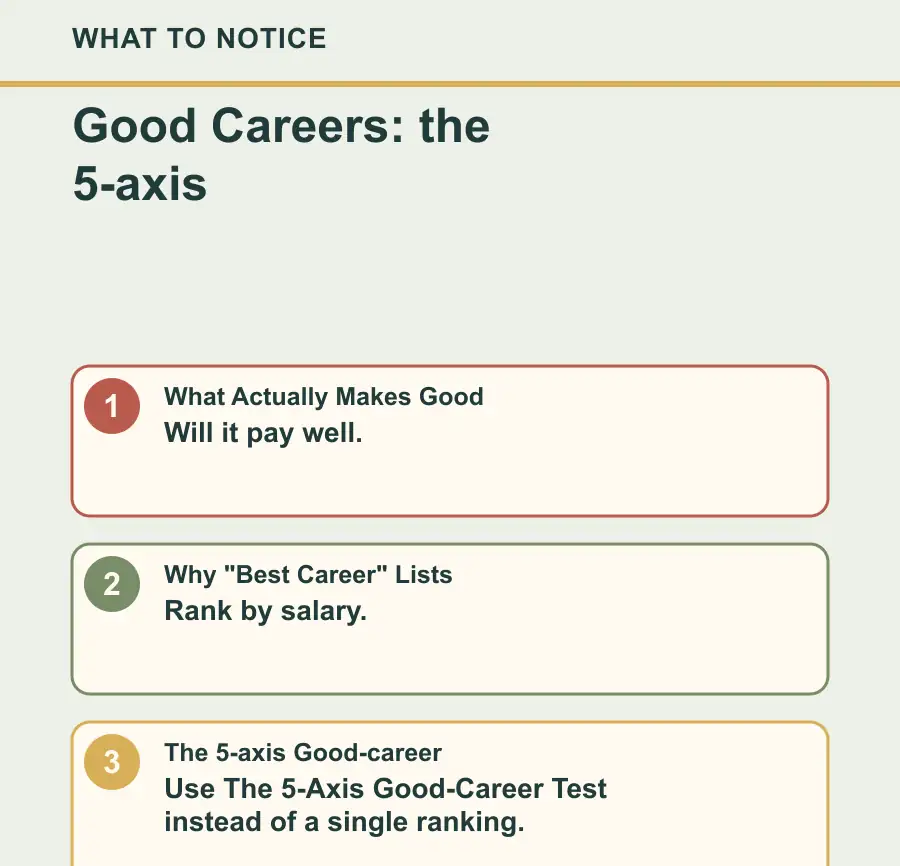 WHAT TO NOTICE
Good Careers: the
5-axis
1
What Actually Makes Good
Will it pay well.
2
Why "Best Career" Lists
Rank by salary.
3
The 5-axis Good-career
Use The 5-Axis Good-Career Test
instead of a single ranking.